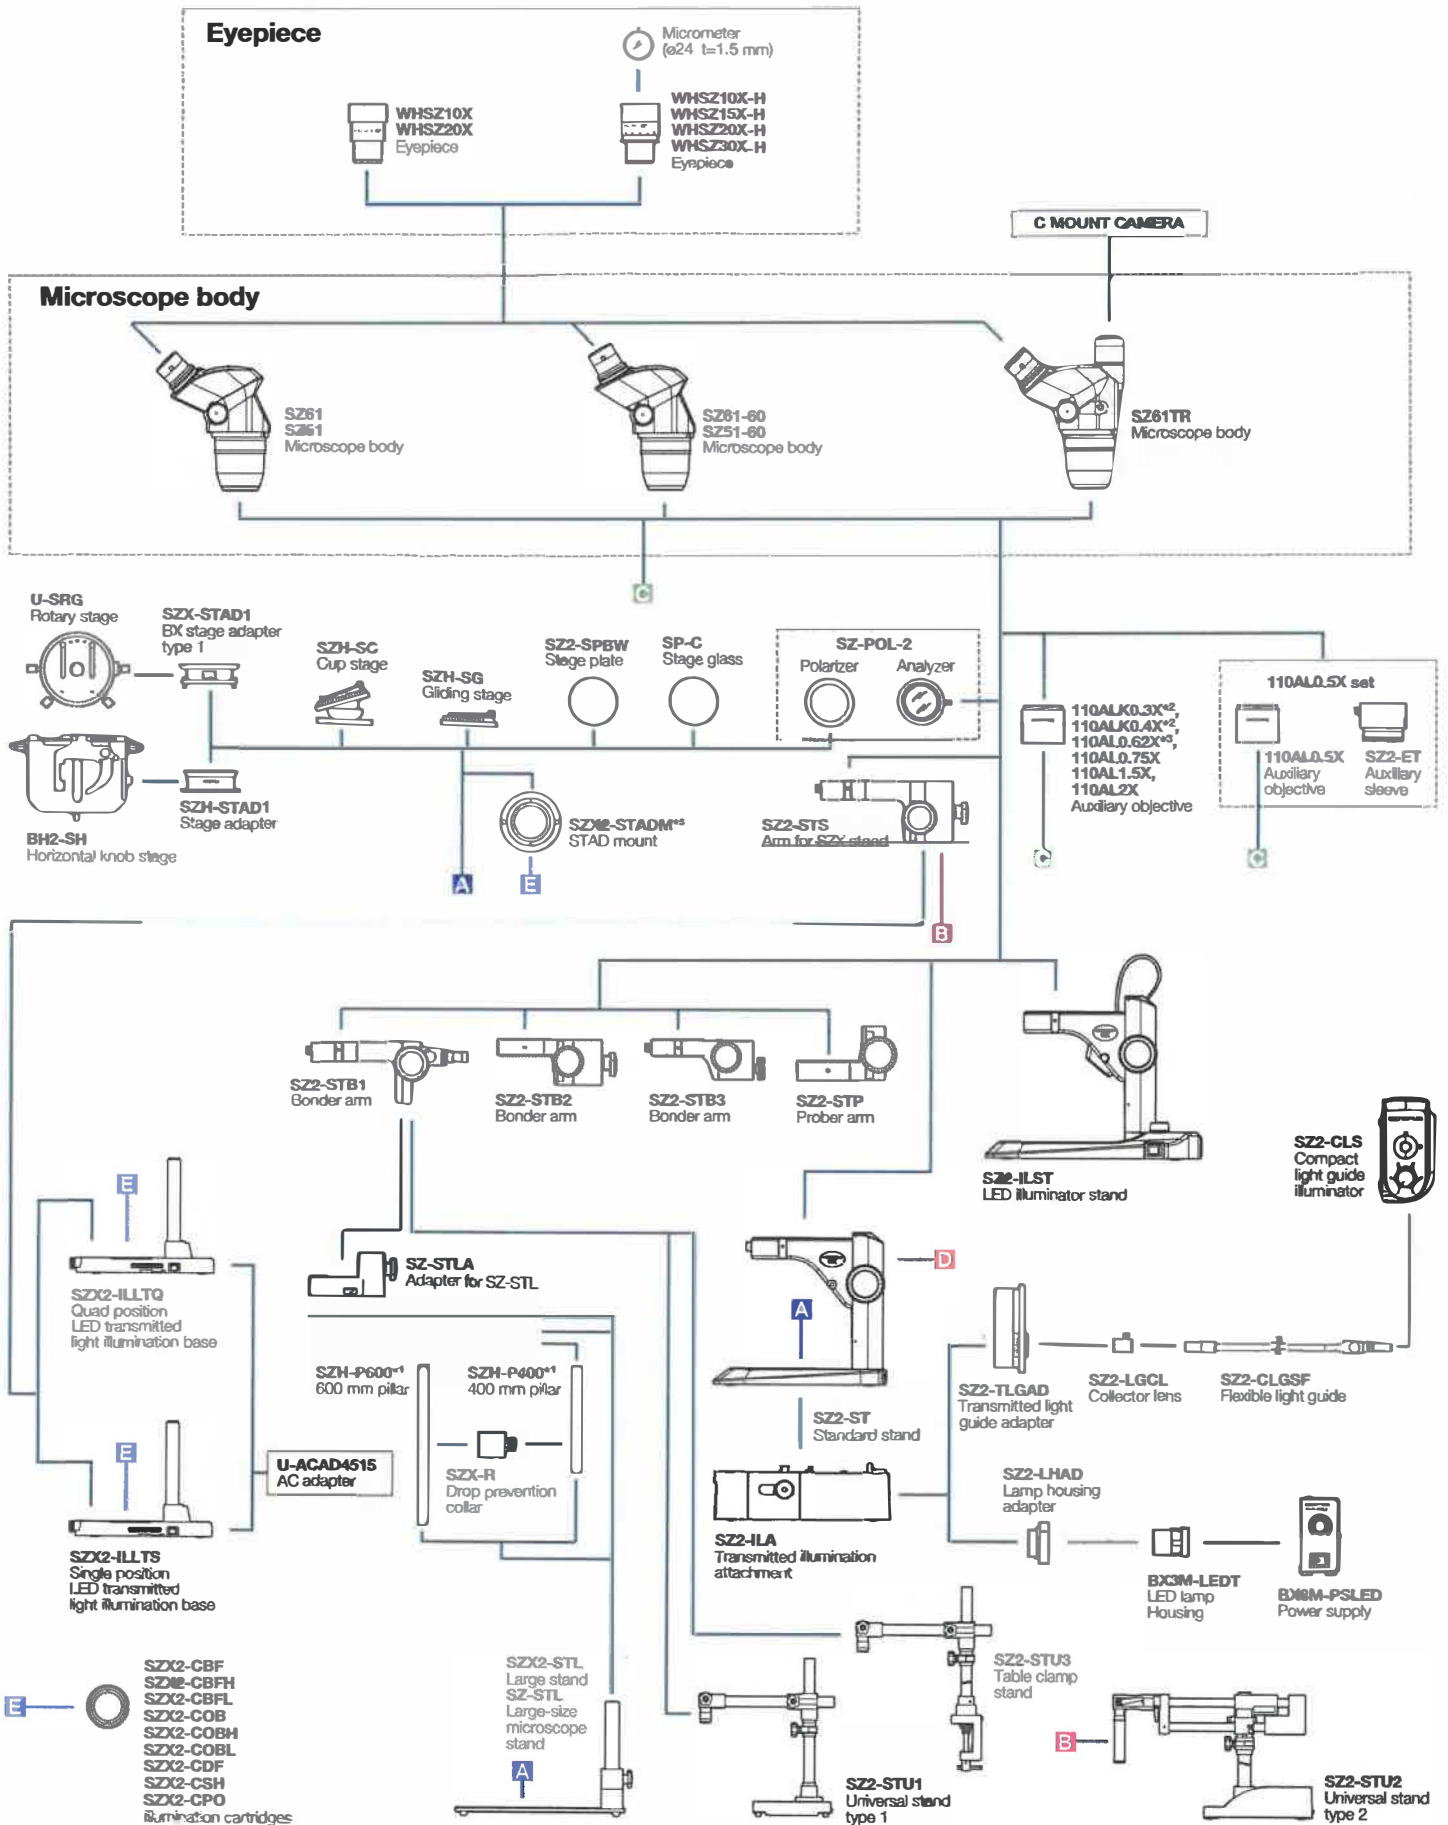 Eyepiece
Micrometer
(ø24 t=1.5 mm)
WHSZ10X
WHSZ20X
Eyepiece
WHSZ10X-H
WHSZ15X-H
WHSZ20X-H
WHSZ30X-H
Eyepiece
C MOUNT CAMERA
Microscope body
SZ61
Microscope body
SZ61-60
SZ51-60
Microscope body
SZ61TR
Microscope body
C
U-SRG
Rotary stage
SZX-STAD1
BX stage adapter
type 1
SZH-SC
Cup stage
SZH-SG
Gliding stage
SZ2-SPBW
Stage plate
SP-C
Stage glass
SZ-POL-2
Polarizer
Analyzer
110AL0.5X set
110ALK0.3X*2,
110ALK0.4X*2,
110AL0.62X*3,
110AL0.75X
110AL1.5X,
110AL2X
Auxiliary objective
110AL0.5X
Auxiliary
objective
SZ2-ET
Auxiliary
sleeve
BH2-SH
Horizontal knob stage
SZH-STAD1
Stage adapter
SZX2-STADM*5
STAD mount
SZ2-STS
Arm for SZX stand
C
C
A
E
B
SZ2-STB1
Bonder arm
SZ2-STB2
Bonder arm
SZ2-STB3
Bonder arm
SZ2-STP
Prober arm
SZ2-ILST
LED illuminator stand
SZ2-CLS
Compact
light guide
illuminator
E
SZX2-ILLTQ
Quad position
LED transmitted
light illumination base
SZ-STLA
Adapter for SZ-STL
D
A
SZH-P600*1
600 mm pillar
SZH-P400*1
400 mm pillar
SZ2-ST
Standard stand
SZ2-TLGAD
Transmitted light
guide adapter
SZ2-LGCL
Collector lens
SZ2-CLGSF
Flexible light guide
E
U-ACAD4515
AC adapter
SZX-R
Drop prevention
collar
SZ2-LHAD
Lamp housing
adapter
SZX2-ILLTS
Single position
LED transmitted
light illumination base
SZ2-ILA
Transmitted illumination
attachment
BX3M-LEDT
LED lamp
Housing
BX3M-PSLED
Power supply
E
SZX2-CBF
SZX2-CBFH
SZX2-CBFL
SZX2-COB
SZX2-COBH
SZX2-COBL
SZX2-CDF
SZX2-CSH
SZX2-CPO
illumination cartridges
SZX2-STL
Large stand
SZ-STL
Large-size
microscope
stand
A
SZ2-STU3
Table clamp
stand
SZ2-STU1
Universal stand
type 1
B
SZ2-STU2
Universal stand
type 2